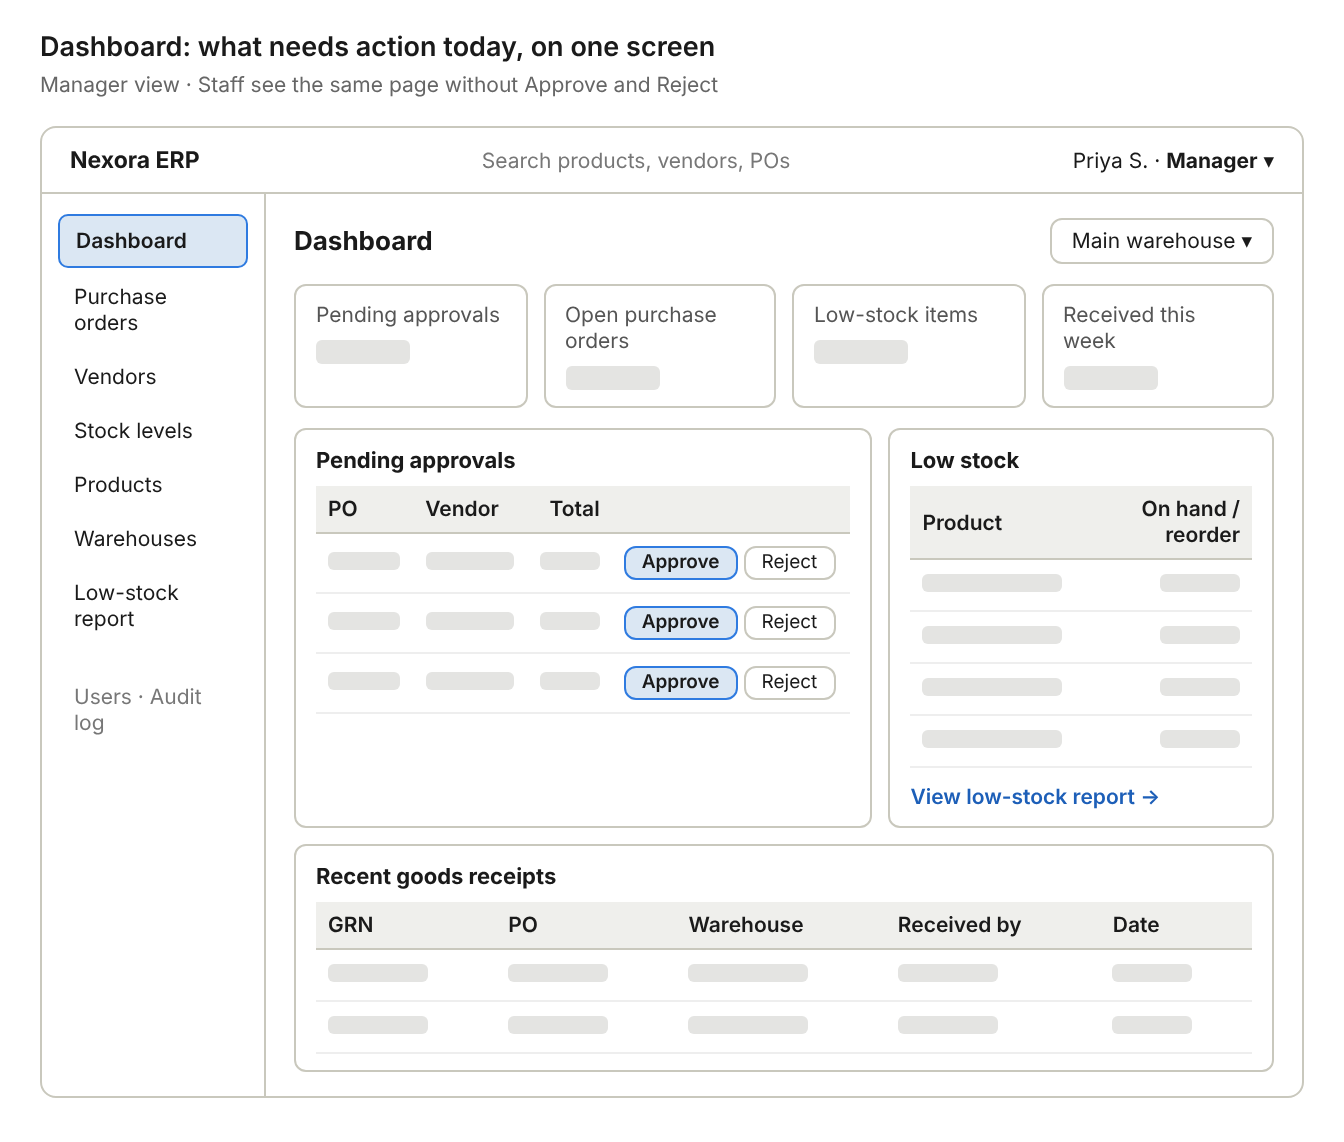 Dashboard: what needs action today, on one screen
Manager view · Staff see the same page without Approve and Reject
Nexora ERP
Search products, vendors, POs
Priya S. · Manager ▾
Dashboard
Purchase
orders
Vendors
Stock levels
Products
Warehouses
Low-stock
report
Users · Audit
log
Dashboard
Main warehouse ▾
Pending approvals
Open purchase
orders
Low-stock items
Received this
week
Pending approvals
PO Vendor Total
Approve Reject
Approve Reject
Approve Reject
Low stock
Product
On hand /
reorder
View low-stock report →
Recent goods receipts
GRN PO Warehouse Received by Date